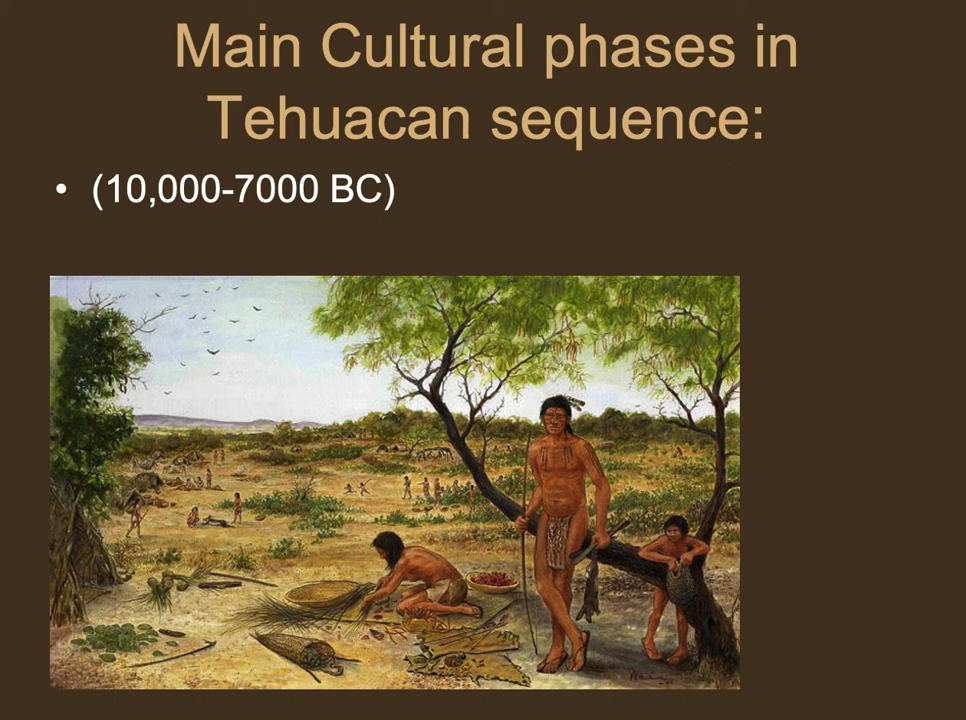 Main Cultural phases in
Tehuacan sequence:
• (10,000-7000 BC)